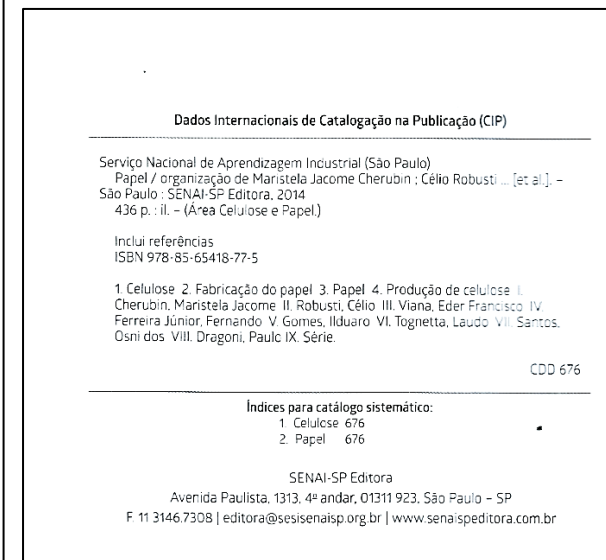 Dados Internacionais de Catalogação na Publicação (CIP)
Serviço Nacional de Aprendizagem Industrial (São Paulo)
Papel / organização de Maristela Jacome Cherubin ; Célio Robusti ... [et al.]. –
São Paulo : SENAI-SP Editora, 2014
436 p. : il. – (Área Celulose e Papel.)
Inclui referências
ISBN 978-85-65418-77-5
1. Celulose 2. Fabricação do papel 3. Papel 4. Produção de celulose I.
Cherubin, Maristela Jacome II. Robusti, Célio III. Viana, Eder Francisco IV.
Ferreira Júnior, Fernando V. Gomes, Ilduaro VI. Tognetta, Laudo VII. Santos,
Osni dos VIII. Dragoni, Paulo IX. Série.
CDD 676
Índices para catálogo sistemático:
1. Celulose 676
2. Papel 676
SENAI-SP Editora
Avenida Paulista, 1313, 4º andar, 01311 923, São Paulo – SP
F. 11 3146.7308 | editora@sesisenaisp.org.br | www.senaispeditora.com.br